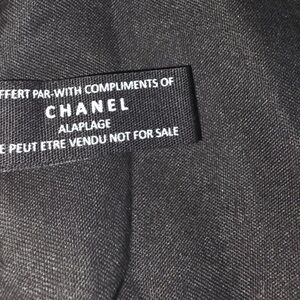 FFERT PAR-WITH COMPLIMENTS OF
CHANEL
ALAPLAGE
E PEUT ETRE VENDU NOT FOR SALE